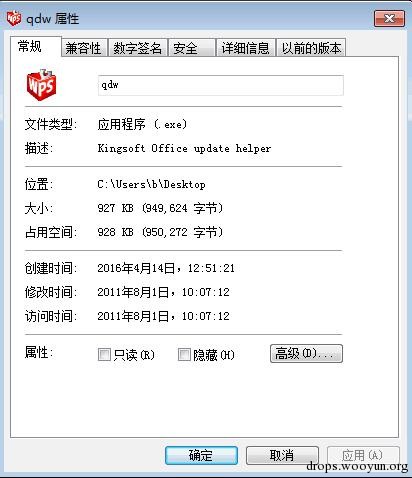 qdw 属性
常规 兼容性 数字签名 安全 详细信息 以前的版本
WPS qdw
文件类型: 应用程序 (.exe)
描述: Kingsoft Office update helper
位置: C:\Users\b\Desktop
大小: 927 KB (949,624 字节)
占用空间: 928 KB (950,272 字节)
创建时间: 2016年4月14日, 12:51:21
修改时间: 2011年8月1日, 10:07:12
访问时间: 2011年8月1日, 10:07:12
属性: 只读(R) 隐藏(H) 高级(D)...
确定 取消 应用(A)
drops.wooyun.org